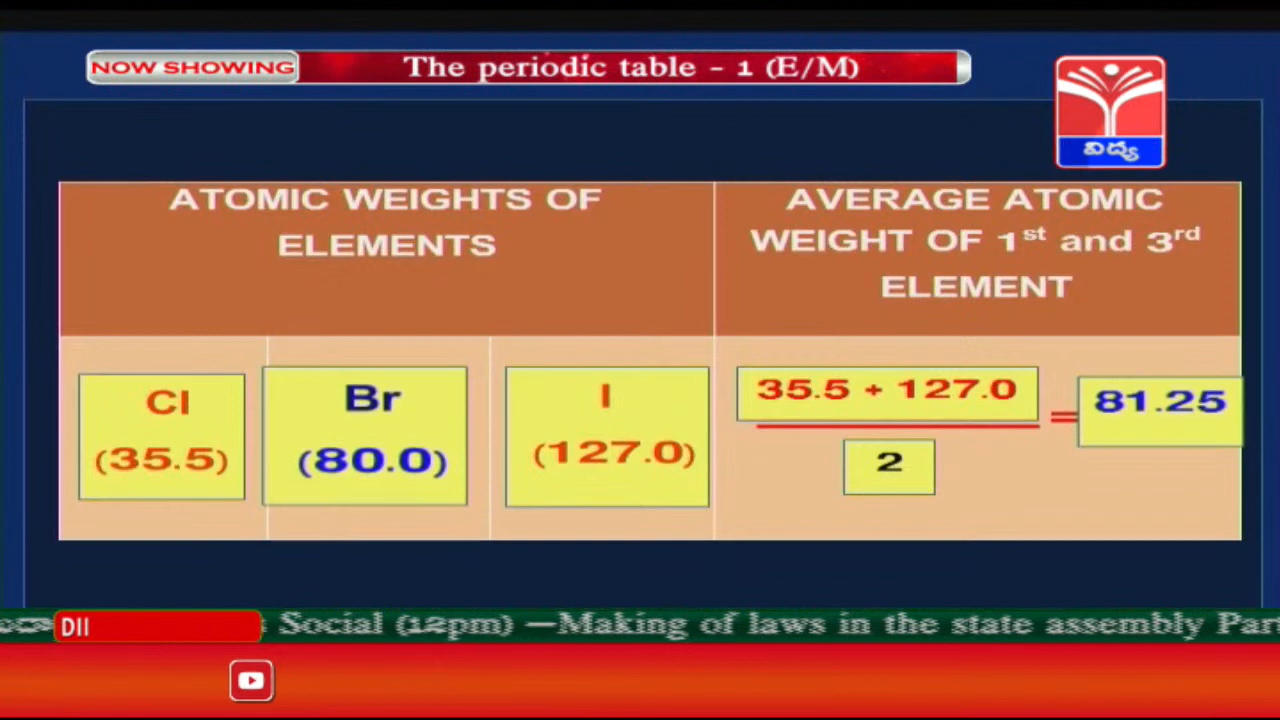 NOW SHOWING
The periodic table - 1 (E/M)
విద్య
ATOMIC WEIGHTS OF
ELEMENTS
AVERAGE ATOMIC
WEIGHT OF 1st and 3rd
ELEMENT
Cl
(35.5)
Br
(80.0)
I
(127.0)
35.5 + 127.0
2
=
81.25
DII
Social (12pm) –Making of laws in the state assembly Par